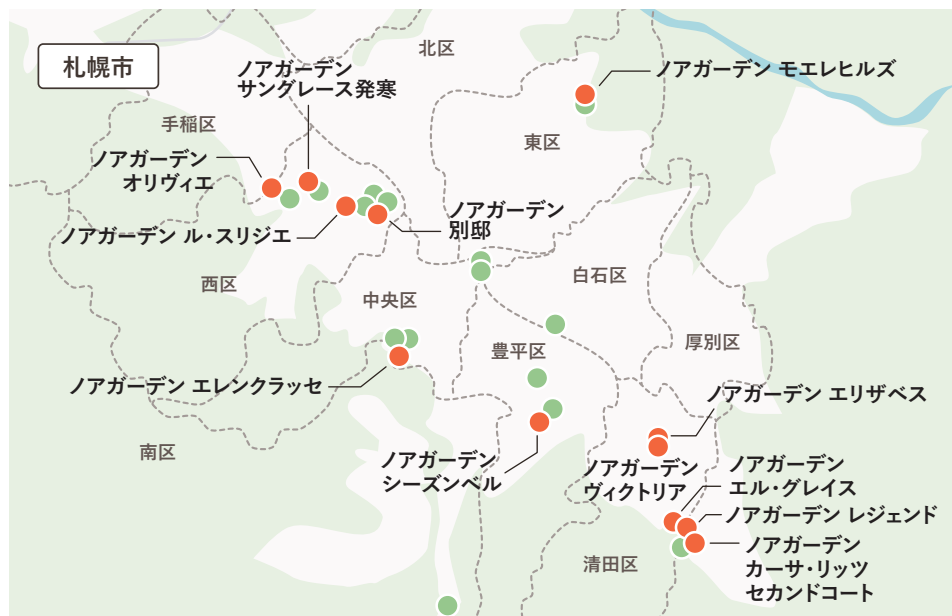 札幌市
ノアガーデン
サングレース発寒
北区
ノアガーデン モエレヒルズ
手稲区
東区
ノアガーデン
オリヴィエ
ノアガーデン ル・スリジエ
ノアガーデン
別邸
西区
中央区
白石区
豊平区
厚別区
ノアガーデン エレンクラッセ
ノアガーデン エリザベス
南区
ノアガーデン
シーズンベル
ノアガーデン
ヴィクトリア
ノアガーデン
エル・グレイス
ノアガーデン レジェンド
清田区
ノアガーデン
カーサ・リッツ
セカンドコート